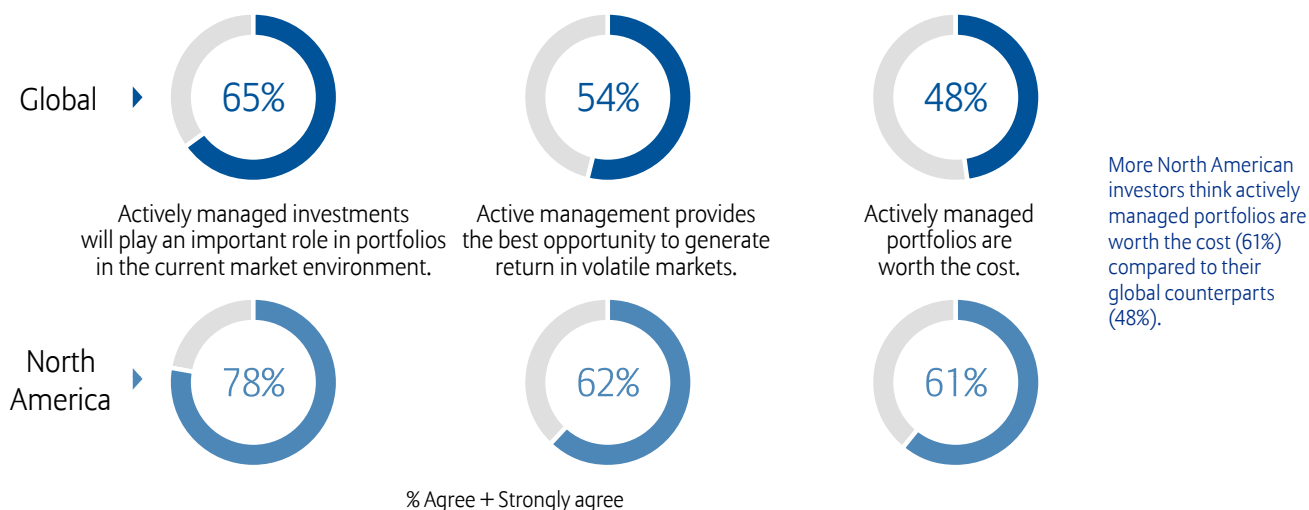 Global
65%
54%
48%
Actively managed investments
will play an important role in portfolios
in the current market environment.
Active management provides
the best opportunity to generate
return in volatile markets.
Actively managed
portfolios are
worth the cost.
More North American
investors think actively
managed portfolios are
worth the cost (61%)
compared to their
global counterparts
(48%).
North
America
78%
62%
61%
% Agree + Strongly agree